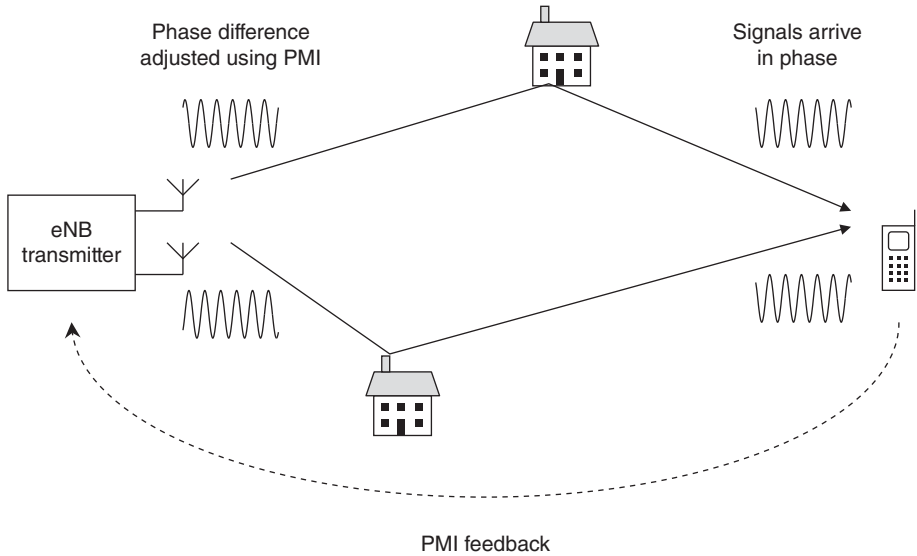 Phase difference
adjusted using PMI
Signals arrive
in phase
eNB
transmitter
PMI feedback